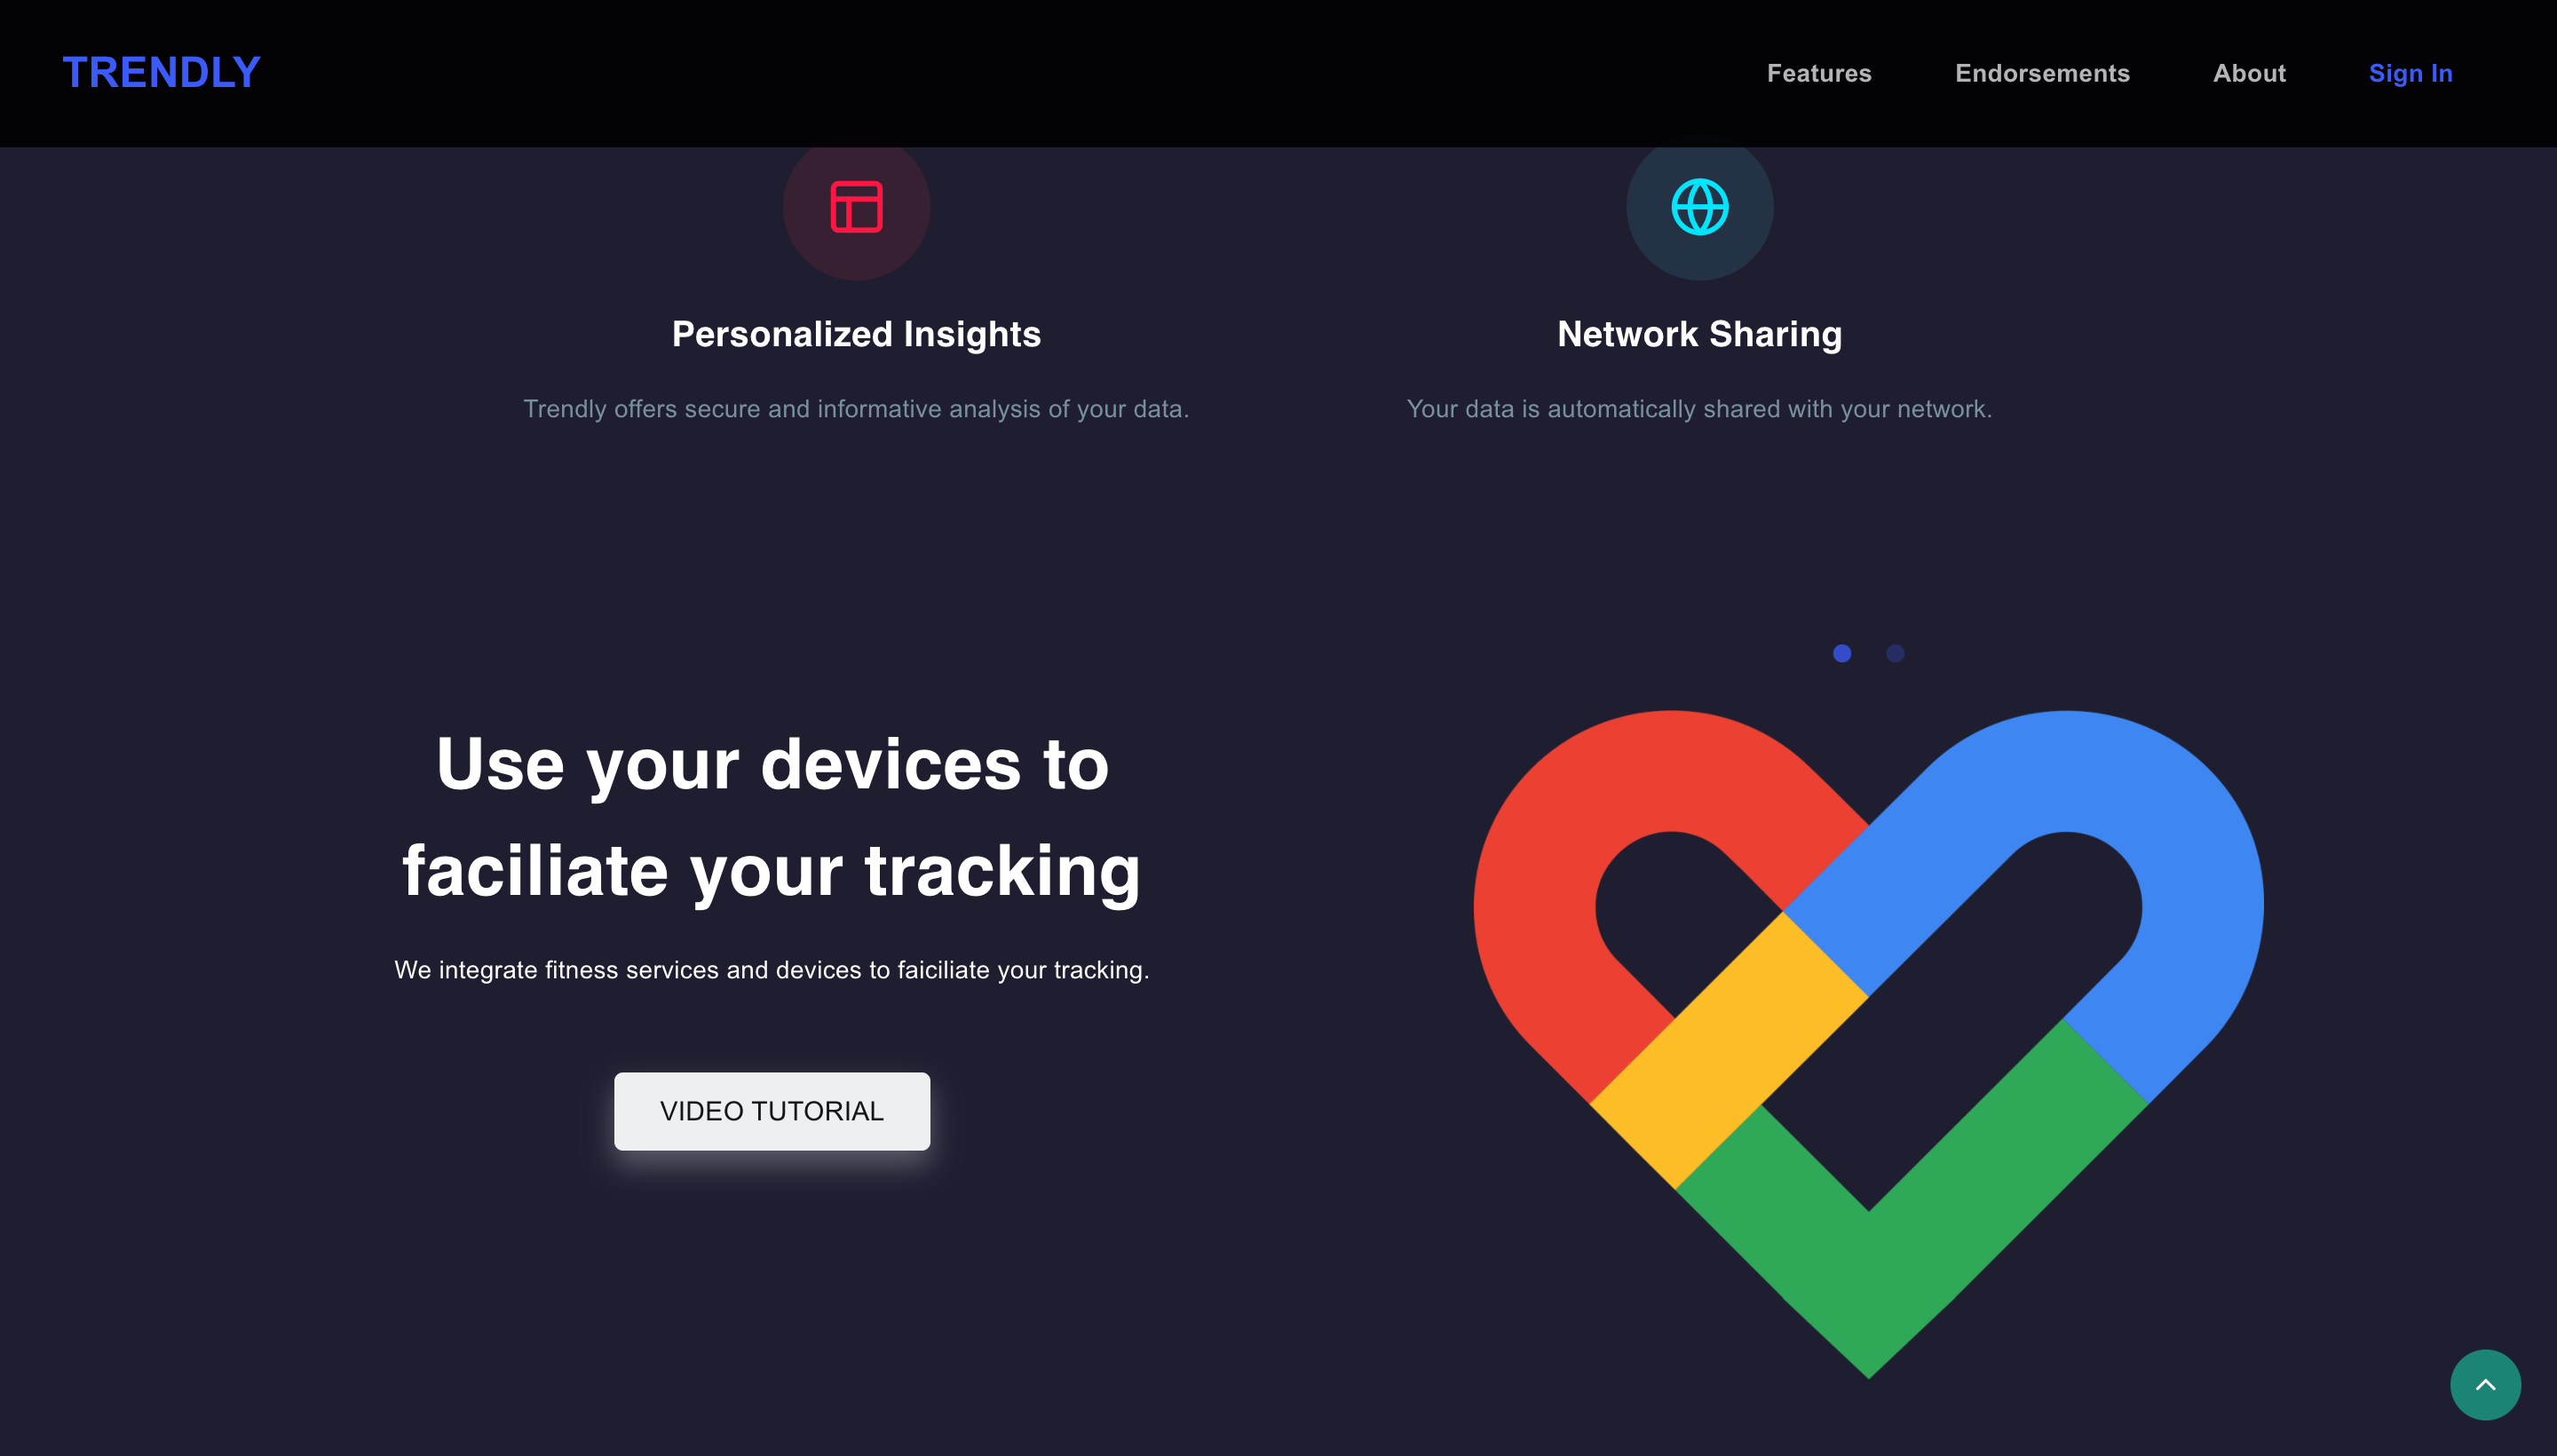 TRENDLY
Features
Endorsements
About
Sign In
Personalized Insights
Trendly offers secure and informative analysis of your data.
Network Sharing
Your data is automatically shared with your network.
Use your devices to
faciliate your tracking
We integrate fitness services and devices to faiciliate your tracking.
VIDEO TUTORIAL